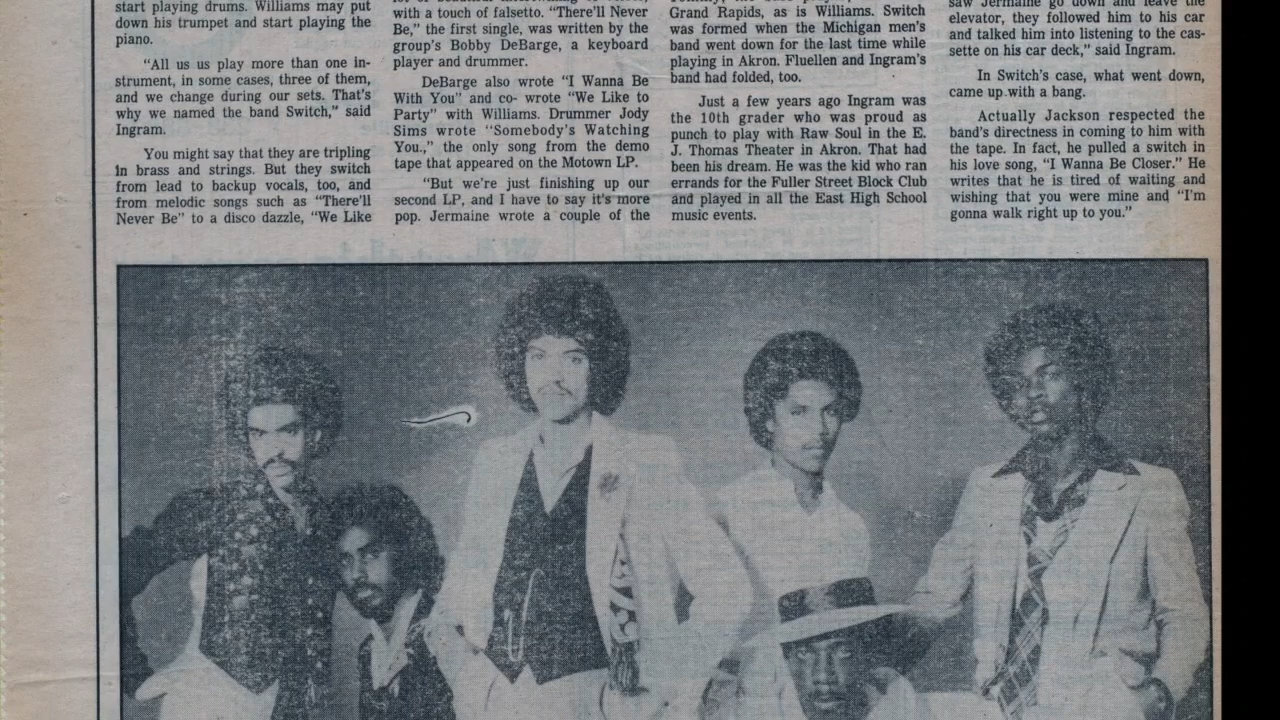 start playing drums. Williams may put
down his trumpet and start playing the
piano.
"All us us play more than one in-
strument, in some cases, three of them,
and we change during our sets. That's
why we named the band Switch," said
Ingram.
You might say that they are tripling
in brass and strings. But they switch
from lead to backup vocals, too, and
from melodic songs such as "There'll
Never Be" to a disco dazzle, "We Like
with a touch of falsetto. "There'll Never
Be," the first single, was written by the
group's Bobby DeBarge, a keyboard
player and drummer.
DeBarge also wrote "I Wanna Be
With You" and co- wrote "We Like to
Party" with Williams. Drummer Jody
Sims wrote "Somebody's Watching
You.," the only song from the demo
tape that appeared on the Motown LP.
"But we're just finishing up our
second LP, and I have to say it's more
pop. Jermaine wrote a couple of the
Grand Rapids, as is Williams. Switch
was formed when the Michigan men's
band went down for the last time while
playing in Akron. Fluellen and Ingram's
band had folded, too.
Just a few years ago Ingram was
the 10th grader who was proud as
punch to play with Raw Soul in the E.
J. Thomas Theater in Akron. That had
been his dream. He was the kid who ran
errands for the Fuller Street Block Club
and played in all the East High School
music events.
saw Jermaine go down and leave the
elevator, they followed him to his car
and talked him into listening to the cas-
sette on his car deck," said Ingram.
In Switch's case, what went down,
came up with a bang.
Actually Jackson respected the
band's directness in coming to him with
the tape. In fact, he pulled a switch in
his love song, "I Wanna Be Closer." He
writes that he is tired of waiting and
wishing that you were mine and "I'm
gonna walk right up to you."